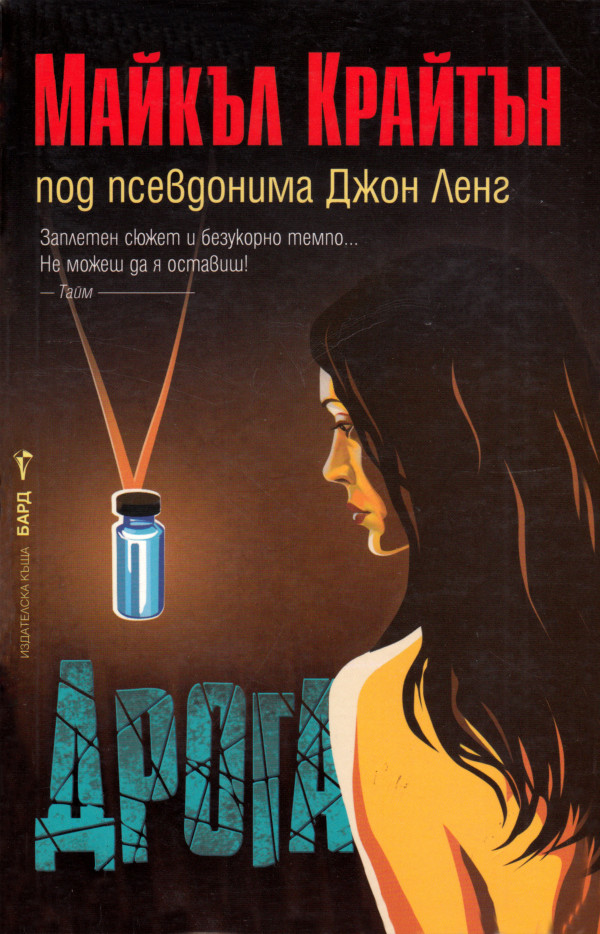 МАЙКЪЛ КРАЙТЪН
под псевдонима Джон Ленг
Заплетен сюжет и безукорно темпо...
Не можеш да я оставиш!
— Тайм —
ИЗДАТЕЛСКА КЪЩА БАРД
ДРОГА